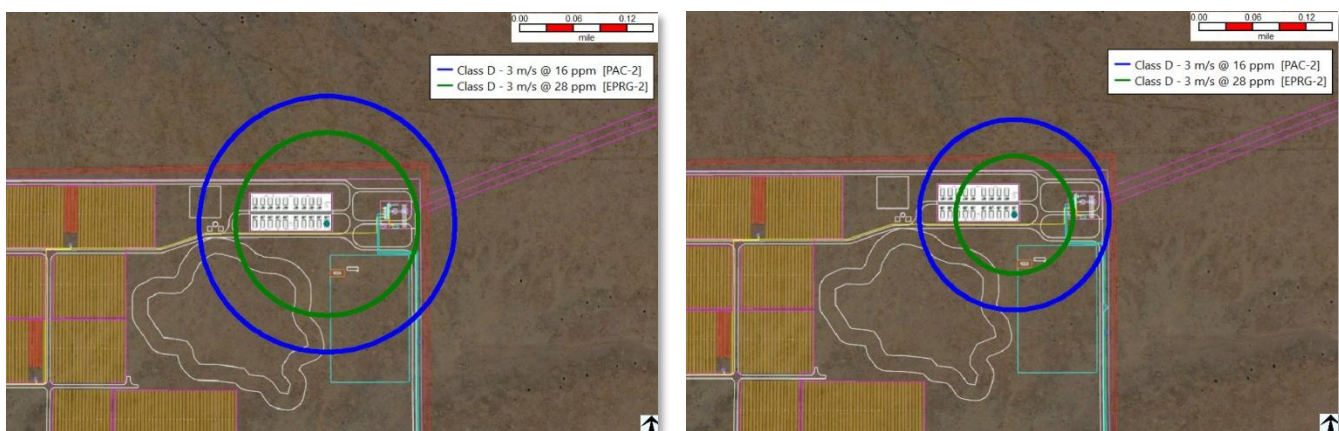 0.00 0.06 0.12
mile
Class D - 3 m/s @ 16 ppm [PAC-2]
Class D - 3 m/s @ 28 ppm [EPRG-2]
0.00 0.06 0.12
mile
Class D - 3 m/s @ 16 ppm [PAC-2]
Class D - 3 m/s @ 28 ppm [EPRG-2]